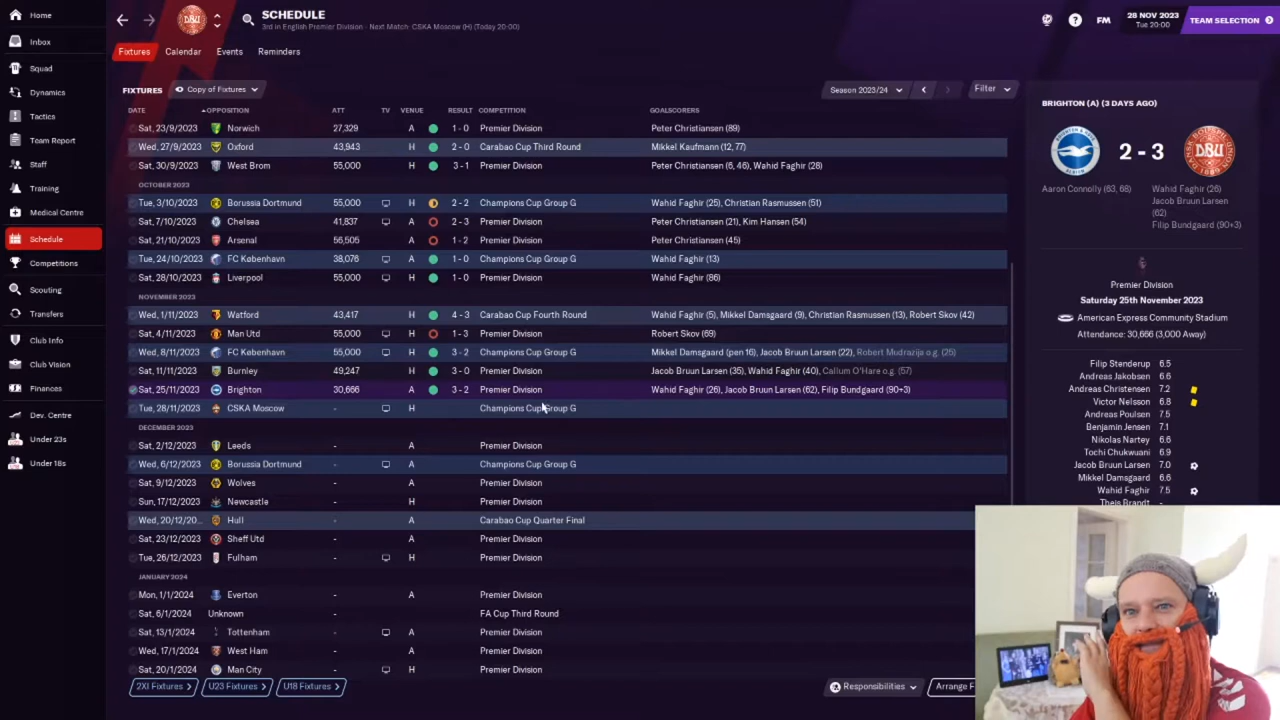 Home
SCHEDULE
3rd in English Premier Division - Next Match: CSKA Moscow (H) (Today 20:00)
FM
28 NOV 2023
Tue 20:00
TEAM SELECTION
Inbox
Squad
Dynamics
Tactics
Team Report
Staff
Training
Medical Centre
Schedule
Competitions
Scouting
Transfers
Club Info
Club Vision
Finances
Dev. Centre
Under 23s
Under 18s
Fixtures Calendar Events Reminders
FIXTURES Copy of Fixtures Season 2023/24 Filter
DATE OPPOSITION ATT TV VENUE RESULT COMPETITION GOALSCORERS
Sat, 23/9/2023 Norwich 27,329 A 1 - 0 Premier Division Peter Christiansen (89)
Wed, 27/9/2023 Oxford 43,943 H 2 - 0 Carabao Cup Third Round Mikkel Kaufmann (12, 77)
Sat, 30/9/2023 West Brom 55,000 H 3 - 1 Premier Division Peter Christiansen (6, 46), Wahid Faghir (28)
OCTOBER 2023
Tue, 3/10/2023 Borussia Dortmund 55,000 H 2 - 2 Champions Cup Group G Wahid Faghir (25), Christian Rasmussen (51)
Sat, 7/10/2023 Chelsea 41,837 A 2 - 3 Premier Division Peter Christiansen (21), Kim Hansen (54)
Sat, 21/10/2023 Arsenal 56,505 A 1 - 2 Premier Division Peter Christiansen (45)
Tue, 24/10/2023 FC København 38,076 A 1 - 0 Champions Cup Group G Wahid Faghir (13)
Sat, 28/10/2023 Liverpool 55,000 H 1 - 0 Premier Division Wahid Faghir (86)
NOVEMBER 2023
Wed, 1/11/2023 Watford 43,417 H 4 - 3 Carabao Cup Fourth Round Wahid Faghir (5), Mikkel Damsgaard (9), Christian Rasmussen (13), Robert Skov (42)
Sat, 4/11/2023 Man Utd 55,000 H 1 - 3 Premier Division Robert Skov (69)
Wed, 8/11/2023 FC København 55,000 H 3 - 2 Champions Cup Group G Mikkel Damsgaard (pen 16), Jacob Bruun Larsen (22), Robert Mudrazija o.g. (25)
Sat, 11/11/2023 Burnley 49,247 H 3 - 0 Premier Division Jacob Bruun Larsen (35), Wahid Faghir (40), Callum O'Hare o.g. (57)
Sat, 25/11/2023 Brighton 30,666 A 3 - 2 Premier Division Wahid Faghir (26), Jacob Bruun Larsen (62), Filip Bundgaard (90+3)
Tue, 28/11/2023 CSKA Moscow - H Champions Cup Group G
DECEMBER 2023
Sat, 2/12/2023 Leeds - A Premier Division
Wed, 6/12/2023 Borussia Dortmund - A Champions Cup Group G
Sat, 9/12/2023 Wolves - A Premier Division
Sun, 17/12/2023 Newcastle - H Premier Division
Wed, 20/12/20... Hull - A Carabao Cup Quarter Final
Sat, 23/12/2023 Sheff Utd - A Premier Division
Tue, 26/12/2023 Fulham - H Premier Division
JANUARY 2024
Mon, 1/1/2024 Everton - A Premier Division
Sat, 6/1/2024 Unknown - FA Cup Third Round
Sat, 13/1/2024 Tottenham - A Premier Division
Wed, 17/1/2024 West Ham - A Premier Division
Sat, 20/1/2024 Man City - H Premier Division
2XI Fixtures U23 Fixtures U18 Fixtures Responsibilities Arrange F
BRIGHTON (A) (3 DAYS AGO)
2 - 3
DBU
Aaron Connolly (63, 68)
Wahid Faghir (26)
Jacob Bruun Larsen
(62)
Filip Bundgaard (90+3)
Premier Division
Saturday 25th November 2023
American Express Community Stadium
Attendance: 30,666 (3,000 Away)
Filip Stenderup 6.5
Andreas Jakobsen 6.6
Andreas Christensen 7.2
Victor Nelsson 6.8
Andreas Poulsen 7.5
Benjamin Jensen 7.1
Nikolas Nartey 6.6
Tochi Chukwuani 6.9
Jacob Bruun Larsen 7.0
Mikkel Damsgaard 6.6
Wahid Faghir 7.5
Theis Brandt -